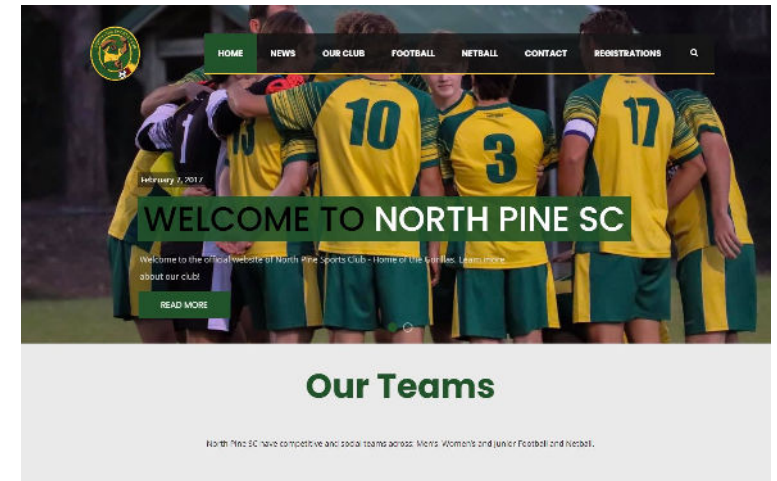 HOME NEWS OUR CLUB FOOTBALL NETBALL CONTACT REGISTRATIONS
1 13 10 3 17
February 7, 2017
WELCOME TO NORTH PINE SC
Welcome to the official website of North Pine Sports Club - Home of the Gorillas. Learn more
about our club!
READ MORE
Our Teams
North Pine SC have competitive and social teams across, Men's, Women's and Junior Football and Netball.